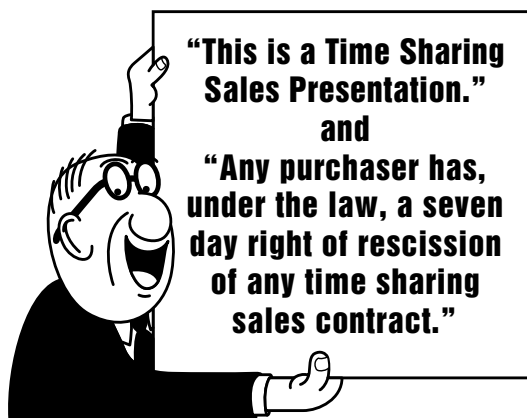 “This is a Time Sharing
Sales Presentation.”
and
“Any purchaser has,
under the law, a seven
day right of rescission
of any time sharing
sales contract.”